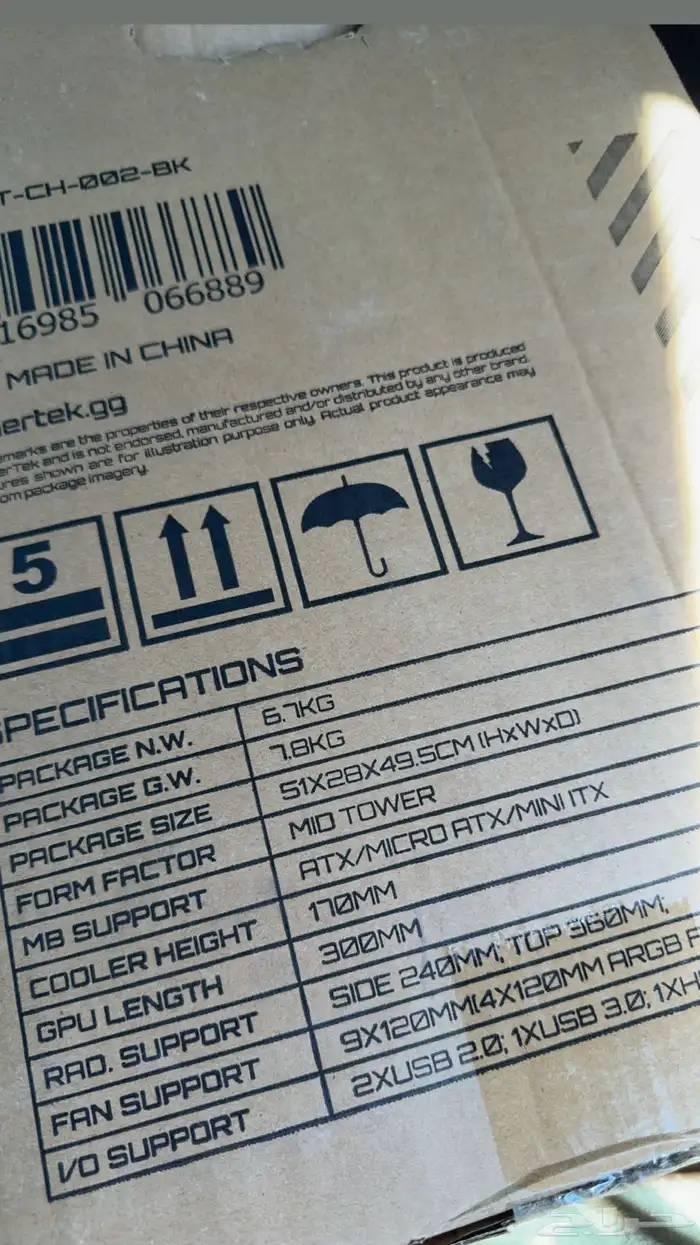 T-CH-002-BK
16985 066889
MADE IN CHINA
ertek.gg
emarks are the properties of their respective owners. This product is produced
erTek and is not endorsed, manufactured and/or distributed by any other brand.
ures shown are for illustration purpose only. Actual product appearance may
om package imagery.
5
SPECIFICATIONS
PACKAGE N.W. 6.7KG
PACKAGE G.W. 7.8KG
PACKAGE SIZE 51X28X49.5CM (HxWxD)
FORM FACTOR MID TOWER
MB SUPPORT ATX/MICRO ATX/MINI ITX
COOLER HEIGHT 170MM
GPU LENGTH 300MM
RAD. SUPPORT SIDE 240MM; TOP 360MM;
FAN SUPPORT 9X120MM(4X120MM ARGB F
I/O SUPPORT 2XUSB 2.0; 1XUSB 3.0; 1XH
حراج